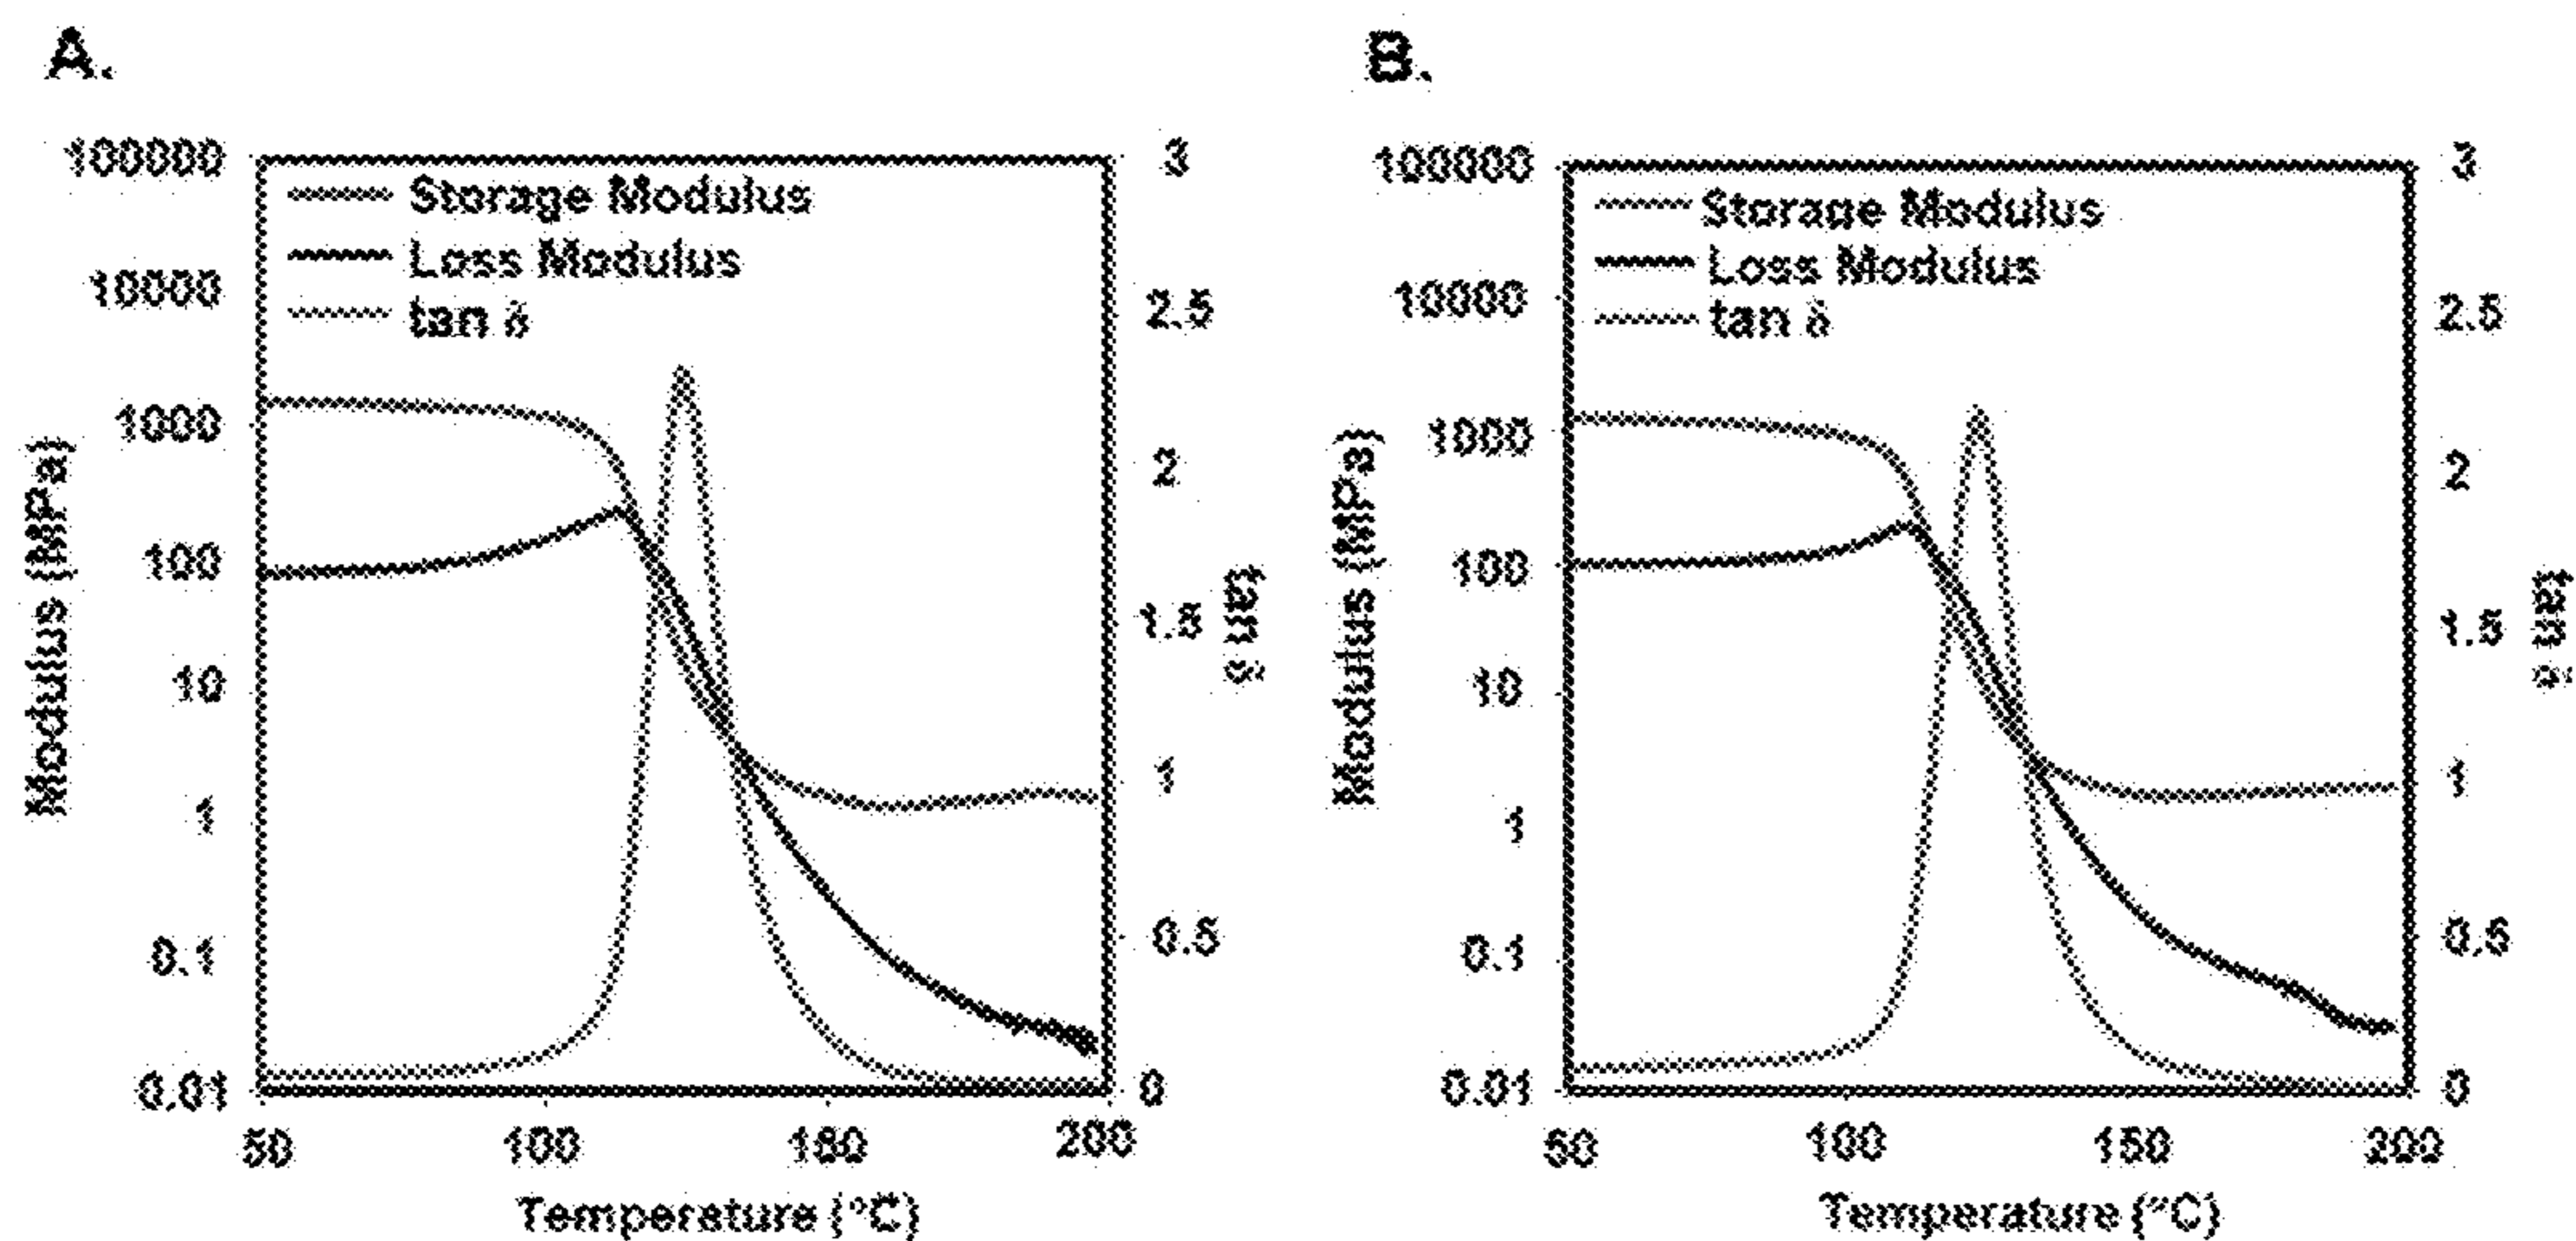 A.
100000
10000
1000
100
10
1
0.1
0.01
Modulus (MPa)
Storage Modulus
Loss Modulus
tan δ
3
2.5
2
1.5
1
0.5
0
tan δ
50 100 150 200
Temperature (°C)
B.
100000
10000
1000
100
10
1
0.1
0.01
Modulus (MPa)
Storage Modulus
Loss Modulus
tan δ
3
2.5
2
1.5
1
0.5
0
tan δ
50 100 150 200
Temperature (°C)